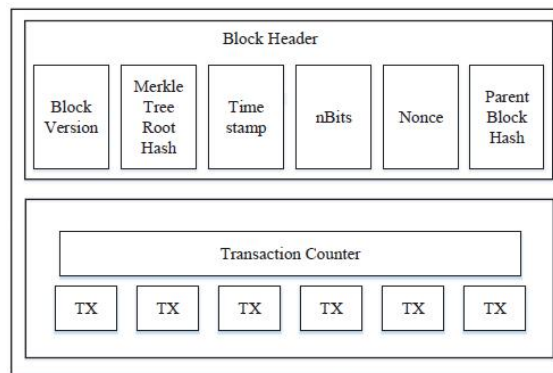 Block Header
Block
Version
Merkle
Tree
Root
Hash
Time
stamp
nBits
Nonce
Parent
Block
Hash
Transaction Counter
TX
TX
TX
TX
TX
TX